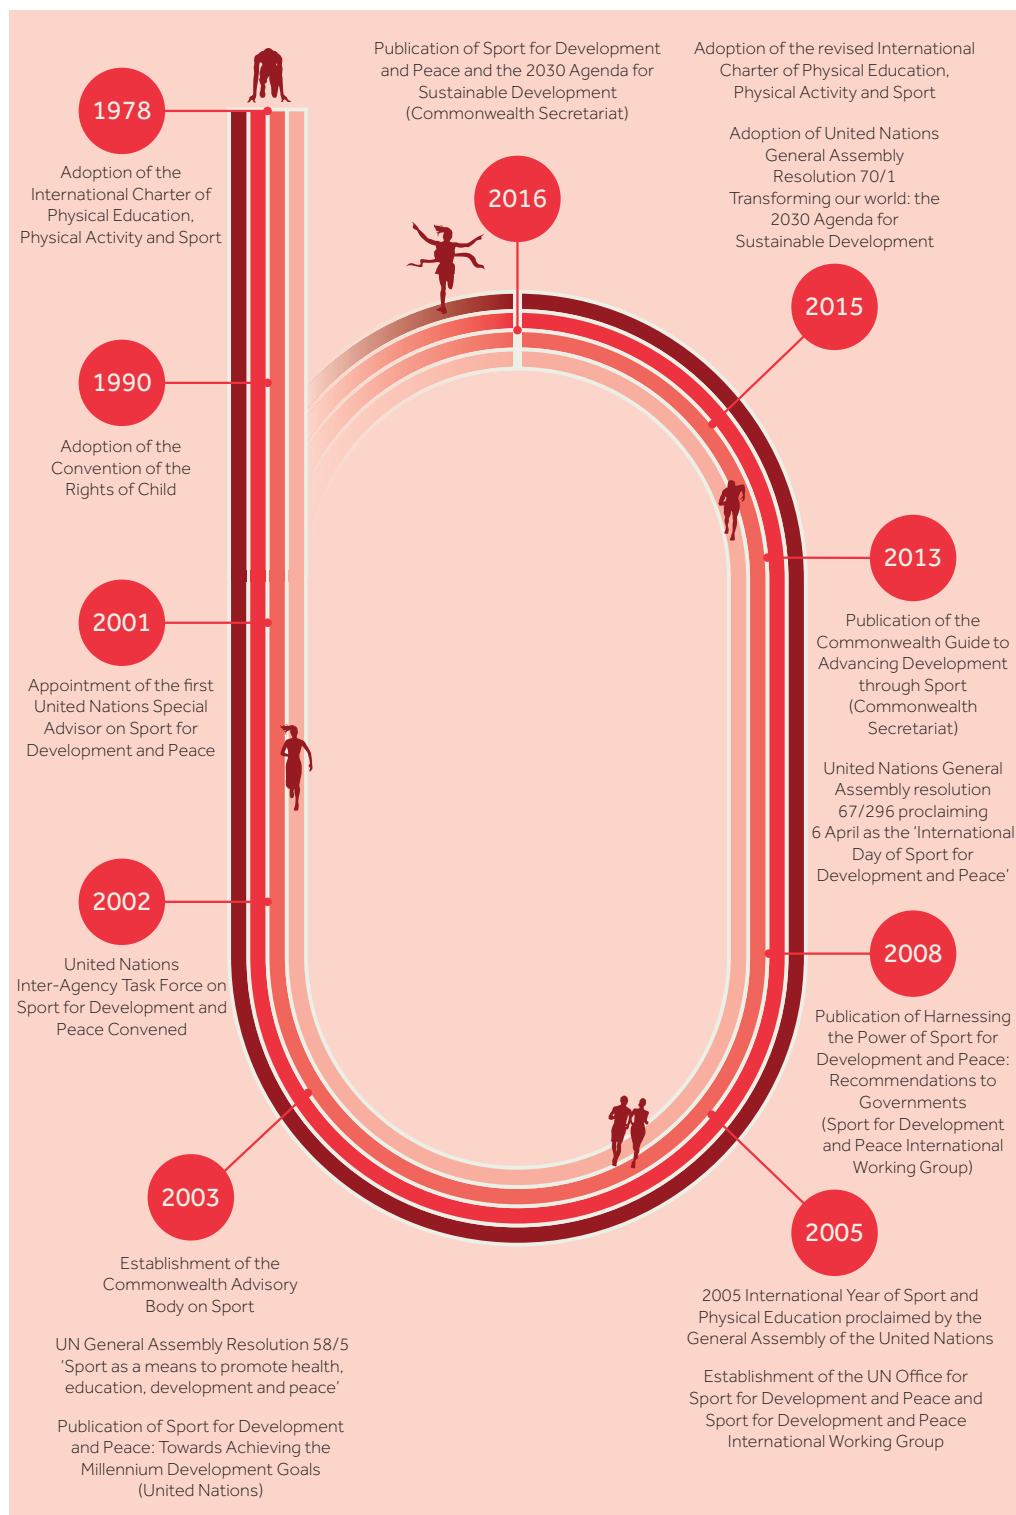 1978
Adoption of the
International Charter of
Physical Education,
Physical Activity and Sport
1990
Adoption of the
Convention of the
Rights of Child
2001
Appointment of the first
United Nations Special
Advisor on Sport for
Development and Peace
2002
United Nations
Inter-Agency Task Force on
Sport for Development and
Peace Convened
2003
Establishment of the
Commonwealth Advisory
Body on Sport
UN General Assembly Resolution 58/5
‘Sport as a means to promote health,
education, development and peace’
Publication of Sport for Development
and Peace: Towards Achieving the
Millennium Development Goals
(United Nations)
2005
2005 International Year of Sport and
Physical Education proclaimed by the
General Assembly of the United Nations
Establishment of the UN Office for
Sport for Development and Peace and
Sport for Development and Peace
International Working Group
2008
Publication of Harnessing
the Power of Sport for
Development and Peace:
Recommendations to
Governments
(Sport for Development
and Peace International
Working Group)
2013
Publication of the
Commonwealth Guide to
Advancing Development
through Sport
(Commonwealth
Secretariat)
United Nations General
Assembly resolution
67/296 proclaiming
6 April as the ‘International
Day of Sport for
Development and Peace’
Adoption of the revised International
Charter of Physical Education,
Physical Activity and Sport
Adoption of United Nations
General Assembly
Resolution 70/1
Transforming our world: the
2030 Agenda for
Sustainable Development
2015
Publication of Sport for Development
and Peace and the 2030 Agenda for
Sustainable Development
(Commonwealth Secretariat)
2016